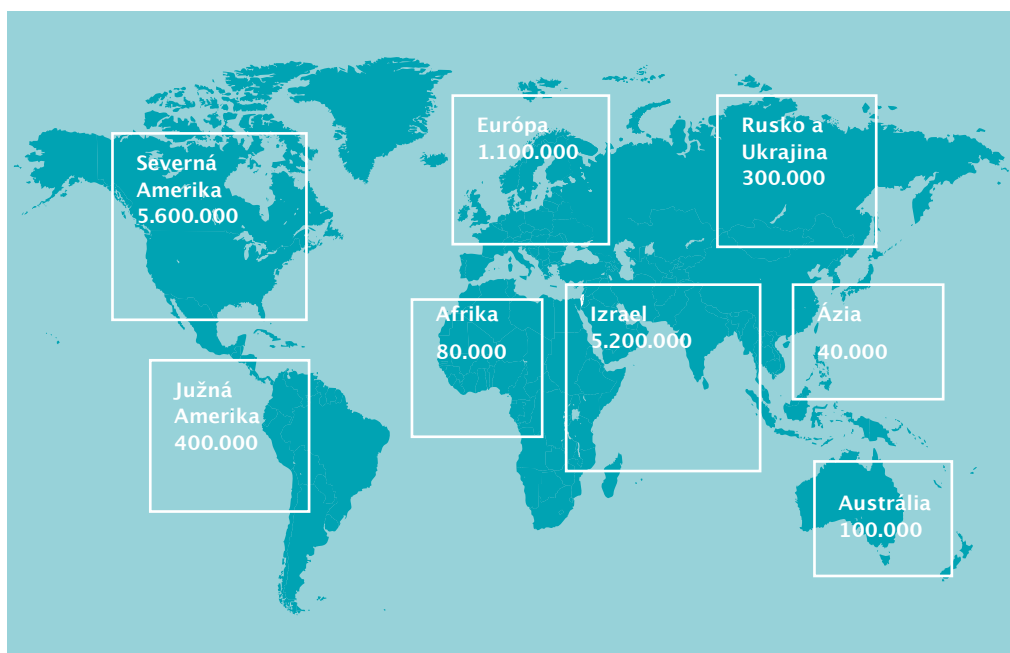 Severná
Amerika
5.600.000
Európa
1.100.000
Rusko a
Ukrajina
300.000
Afrika
80.000
Izrael
5.200.000
Ázia
40.000
Južná
Amerika
400.000
Austrália
100.000